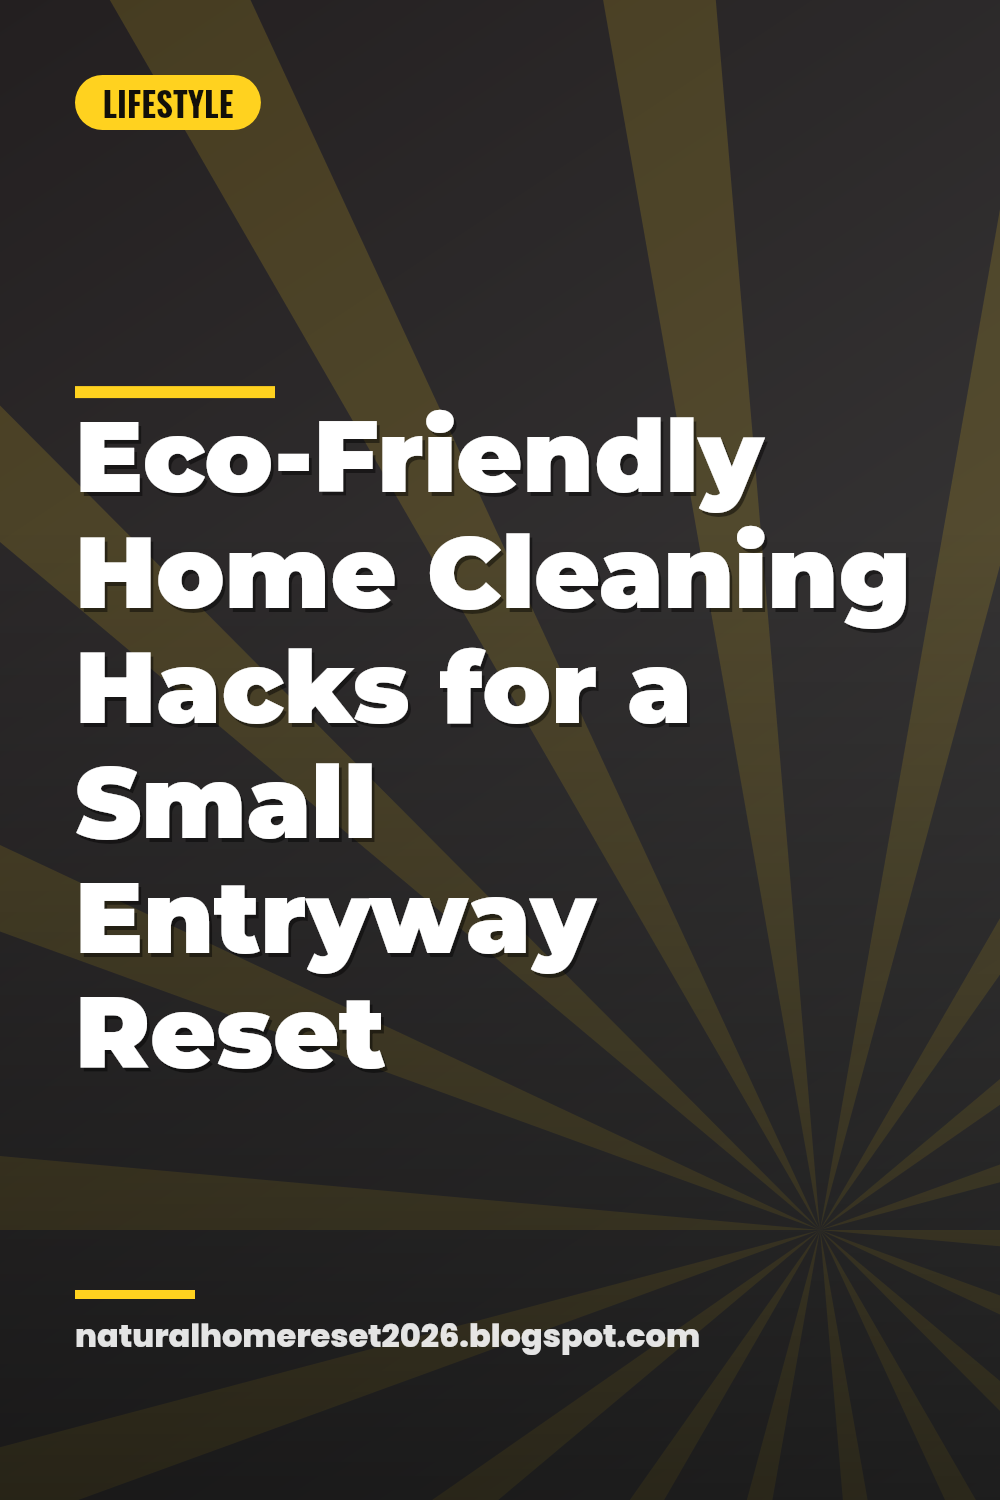 LIFESTYLE
Eco-Friendly
Home Cleaning
Hacks for a
Small
Entryway
Reset
naturalhomereset2026.blogspot.com